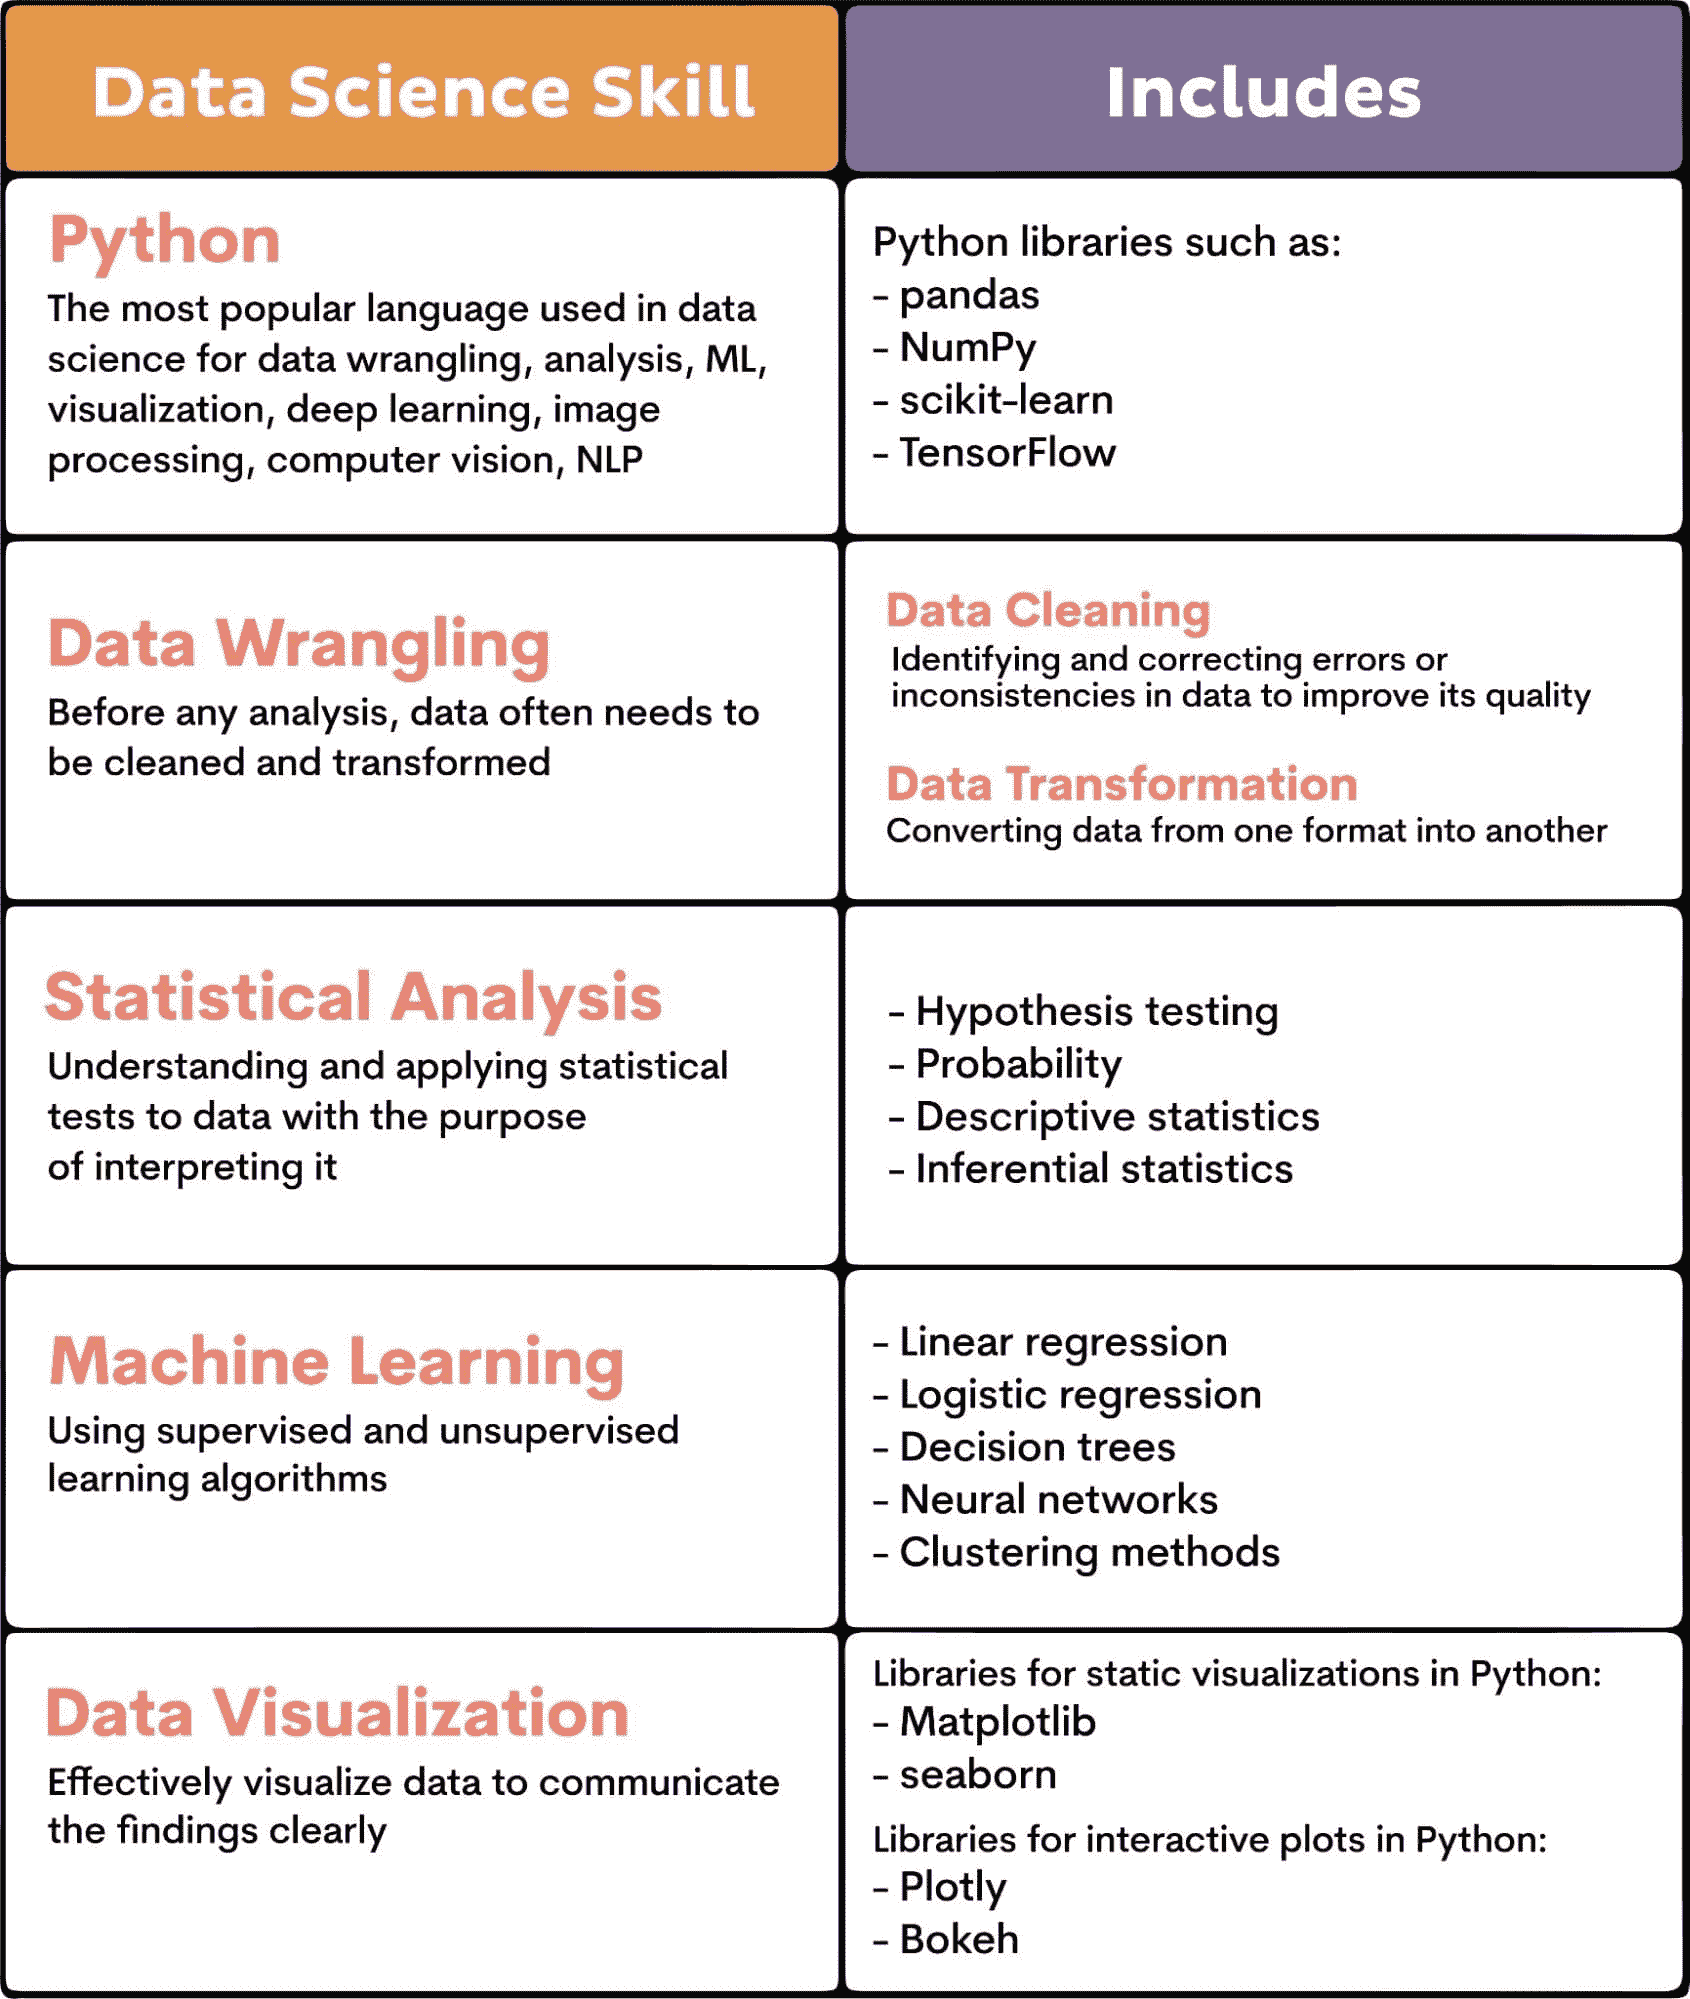 Data Science Skill
Includes
Python
The most popular language used in data
science for data wrangling, analysis, ML,
visualization, deep learning, image
processing, computer vision, NLP
Python libraries such as:
- pandas
- NumPy
- scikit-learn
- TensorFlow
Data Wrangling
Before any analysis, data often needs to
be cleaned and transformed
Data Cleaning
Identifying and correcting errors or
inconsistencies in data to improve its quality
Data Transformation
Converting data from one format into another
Statistical Analysis
Understanding and applying statistical
tests to data with the purpose
of interpreting it
- Hypothesis testing
- Probability
- Descriptive statistics
- Inferential statistics
Machine Learning
Using supervised and unsupervised
learning algorithms
- Linear regression
- Logistic regression
- Decision trees
- Neural networks
- Clustering methods
Data Visualization
Effectively visualize data to communicate
the findings clearly
Libraries for static visualizations in Python:
- Matplotlib
- seaborn
Libraries for interactive plots in Python:
- Plotly
- Bokeh